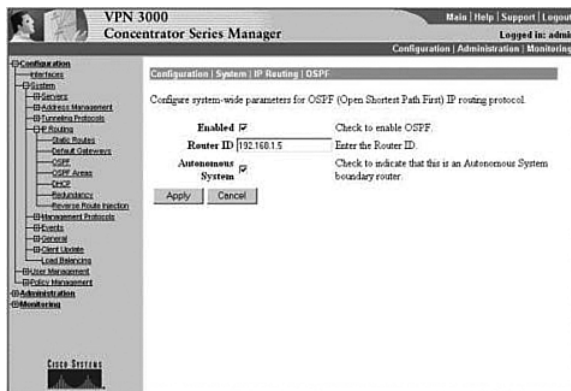 VPN 3000
Concentrator Series Manager
Main | Help | Support | Logout
Logged in: admin
Configuration | Administration | Monitoring
Configuration
Interfaces
System
Servers
Address Management
Tunneling Protocols
IP Routing
Static Routes
Default Gateways
OSPF
OSPF Areas
DHCP
Redundancy
Reverse Route Injection
Management Protocols
Events
General
Client Update
Load Balancing
User Management
Policy Management
Administration
Monitoring
Cisco Systems
Configuration | System | IP Routing | OSPF
Configure system-wide parameters for OSPF (Open Shortest Path First) IP routing protocol.
Enabled Check to enable OSPF.
Router ID 192.168.1.5 Enter the Router ID.
Autonomous System Check to indicate that this is an Autonomous System
boundary router.
Apply Cancel